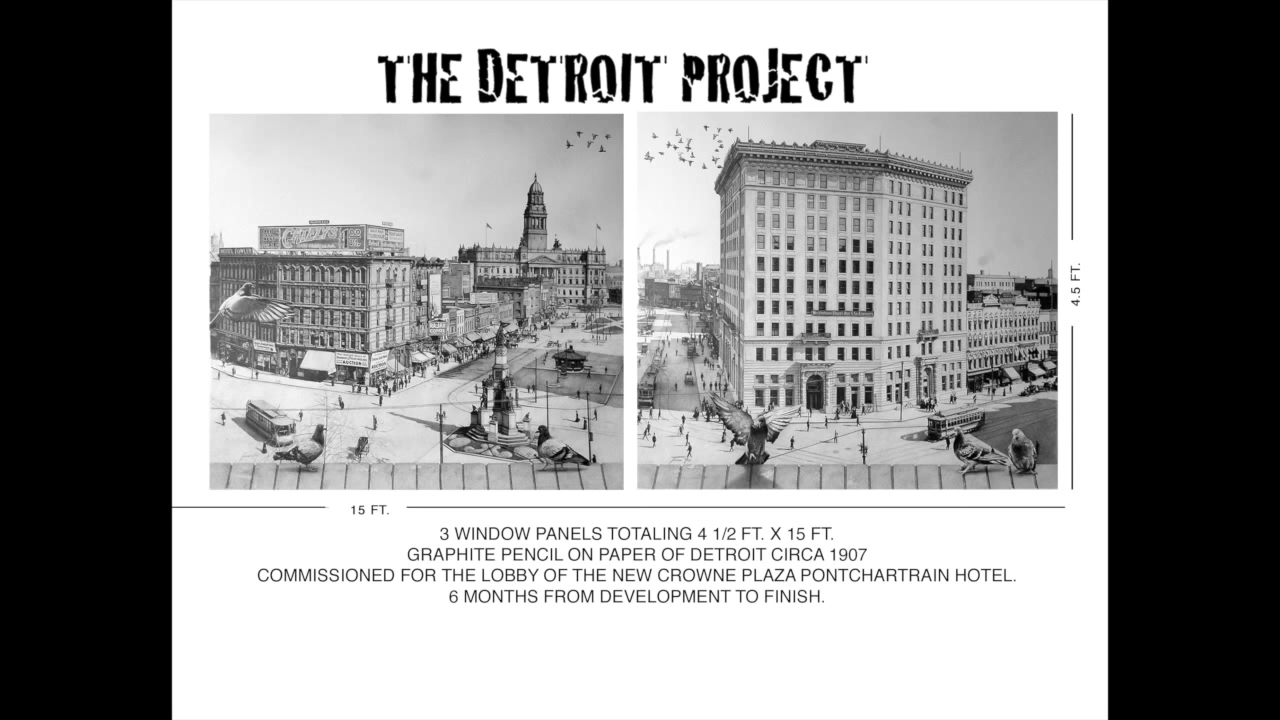 THE DETROIT PROJECT
4.5 FT.
15 FT.
3 WINDOW PANELS TOTALING 4 1/2 FT. X 15 FT.
GRAPHITE PENCIL ON PAPER OF DETROIT CIRCA 1907
COMMISSIONED FOR THE LOBBY OF THE NEW CROWNE PLAZA PONTCHARTRAIN HOTEL.
6 MONTHS FROM DEVELOPMENT TO FINISH.